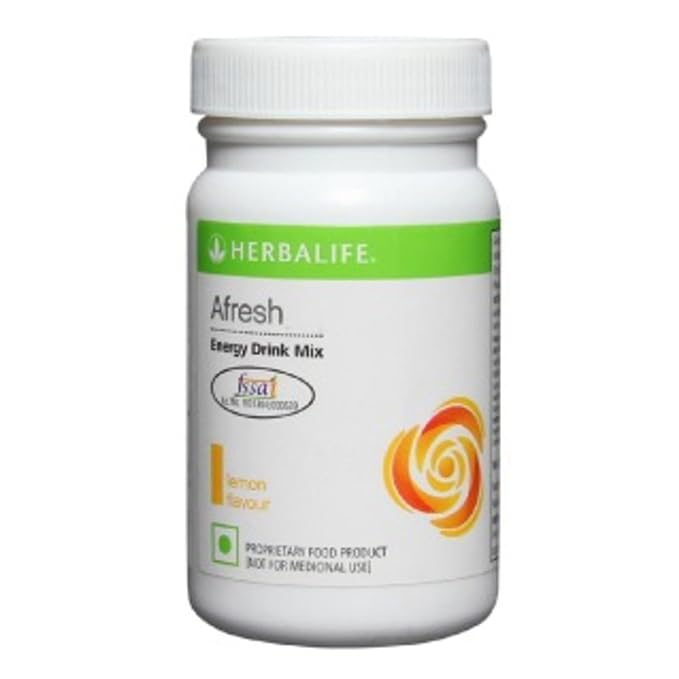 HERBALIFE®
Afresh
Energy Drink Mix
fssai
lemon
flavour
PROPRIETARY FOOD PRODUCT
[NOT FOR MEDICINAL USE]